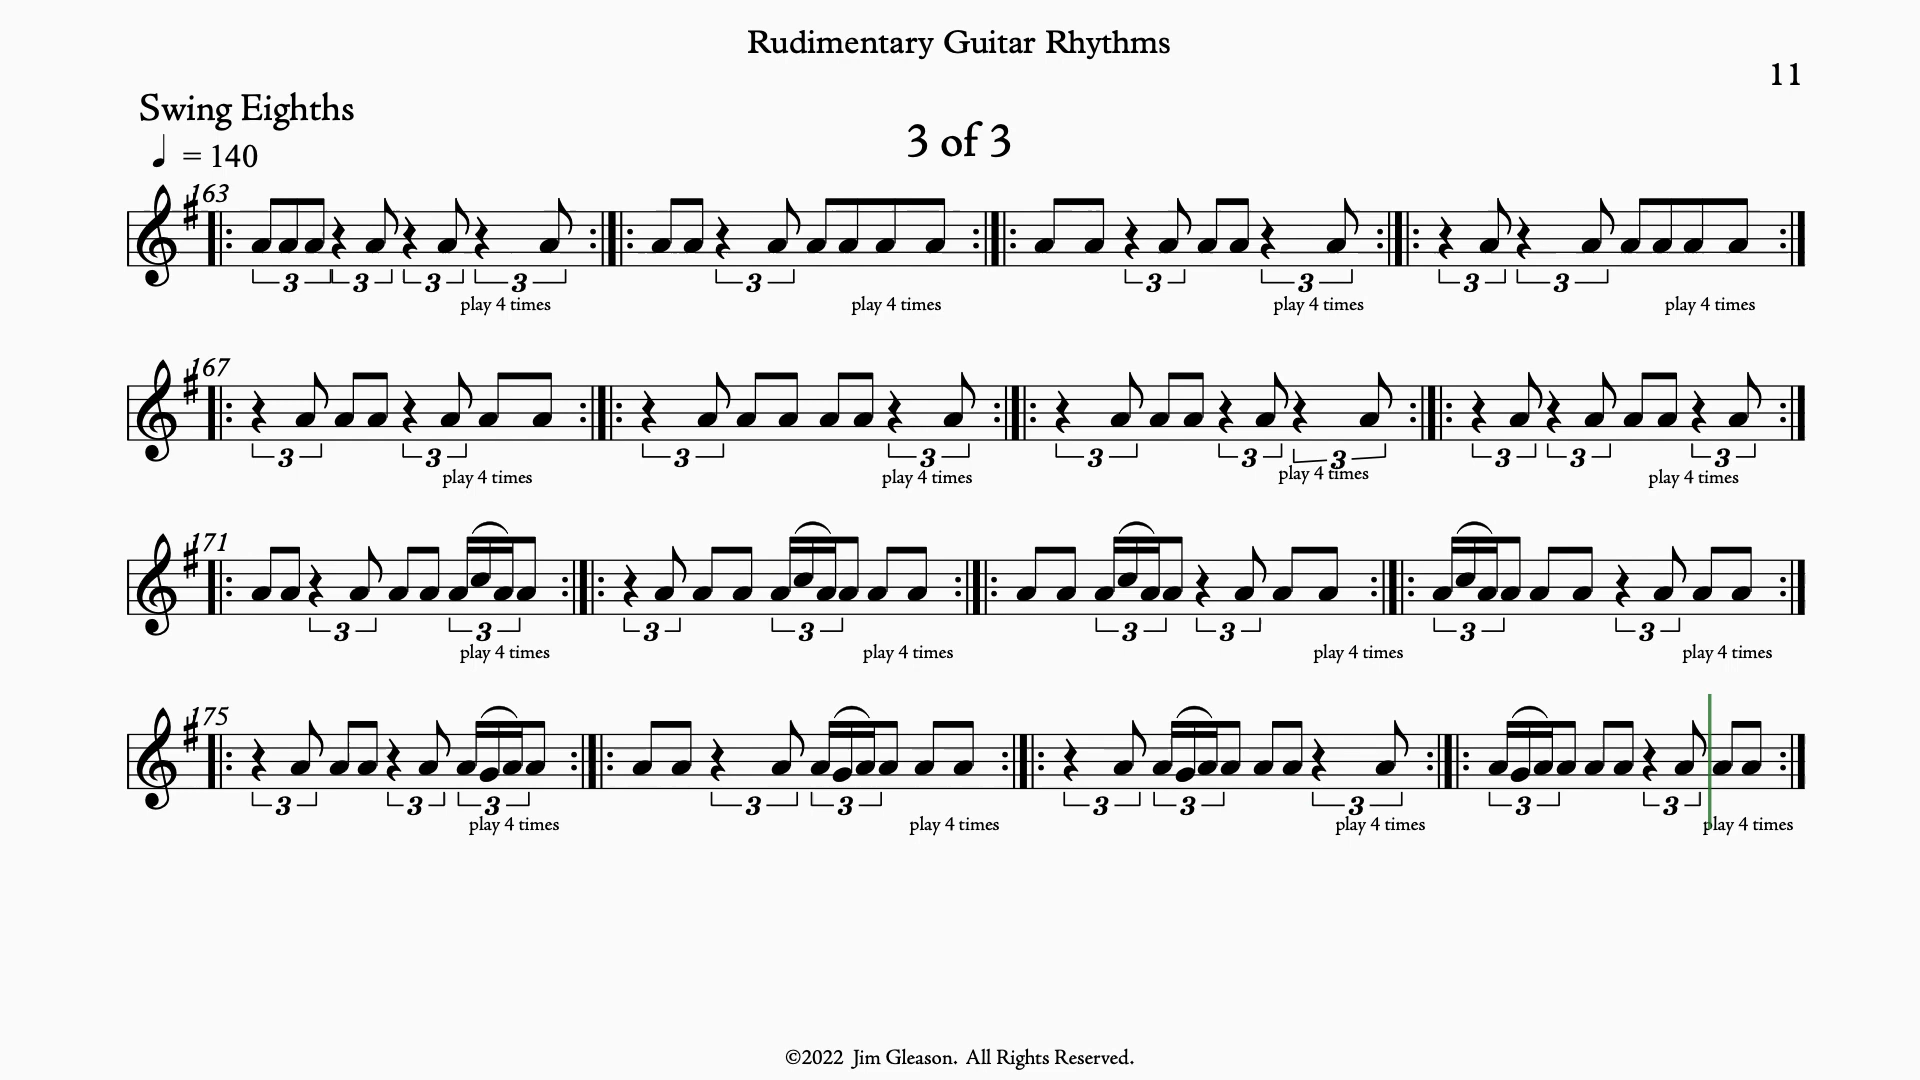 Rudimentary Guitar Rhythms
11
Swing Eighths
3 of 3
= 140
163
3 3 3 3 3 3 3 3 3
play 4 times play 4 times play 4 times play 4 times
167
3 3 3 3 3 3 3 3 3 3
play 4 times play 4 times play 4 times play 4 times
171
3 3 3 3 3 3 3 3
play 4 times play 4 times play 4 times play 4 times
175
3 3 3 3 3 3 3 3 3 3
play 4 times play 4 times play 4 times play 4 times
©2022 Jim Gleason. All Rights Reserved.